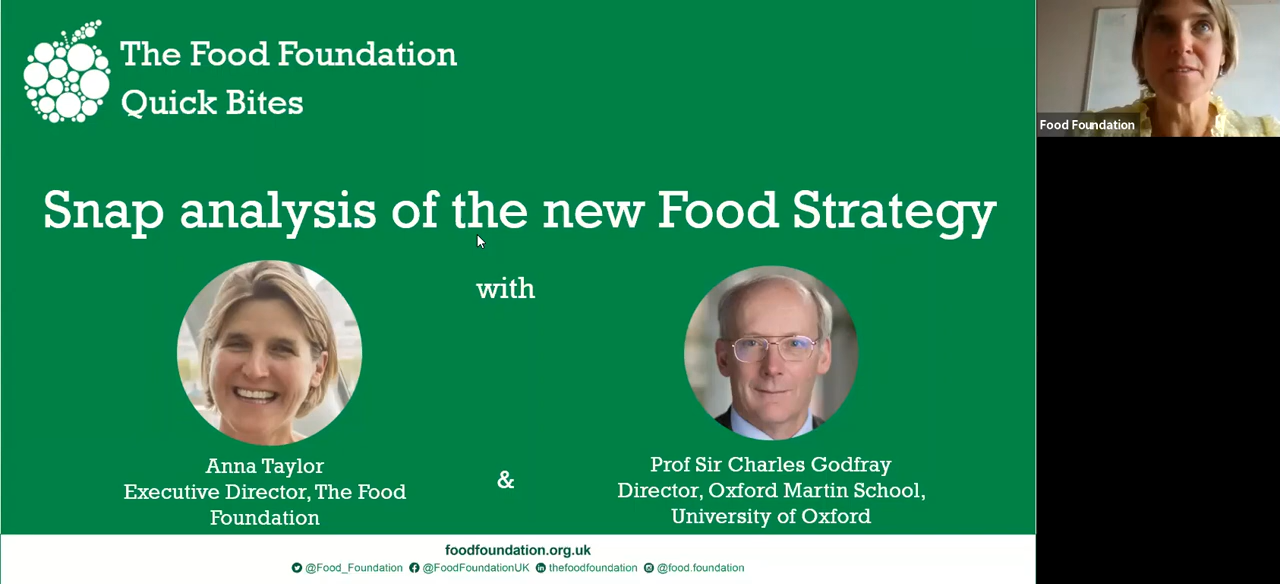 The Food Foundation
Quick Bites
Snap analysis of the new Food Strategy
with
Anna Taylor
Executive Director, The Food
Foundation
&
Prof Sir Charles Godfray
Director, Oxford Martin School,
University of Oxford
foodfoundation.org.uk
@Food_Foundation @FoodFoundationUK thefoodfoundation @food.foundation
Food Foundation